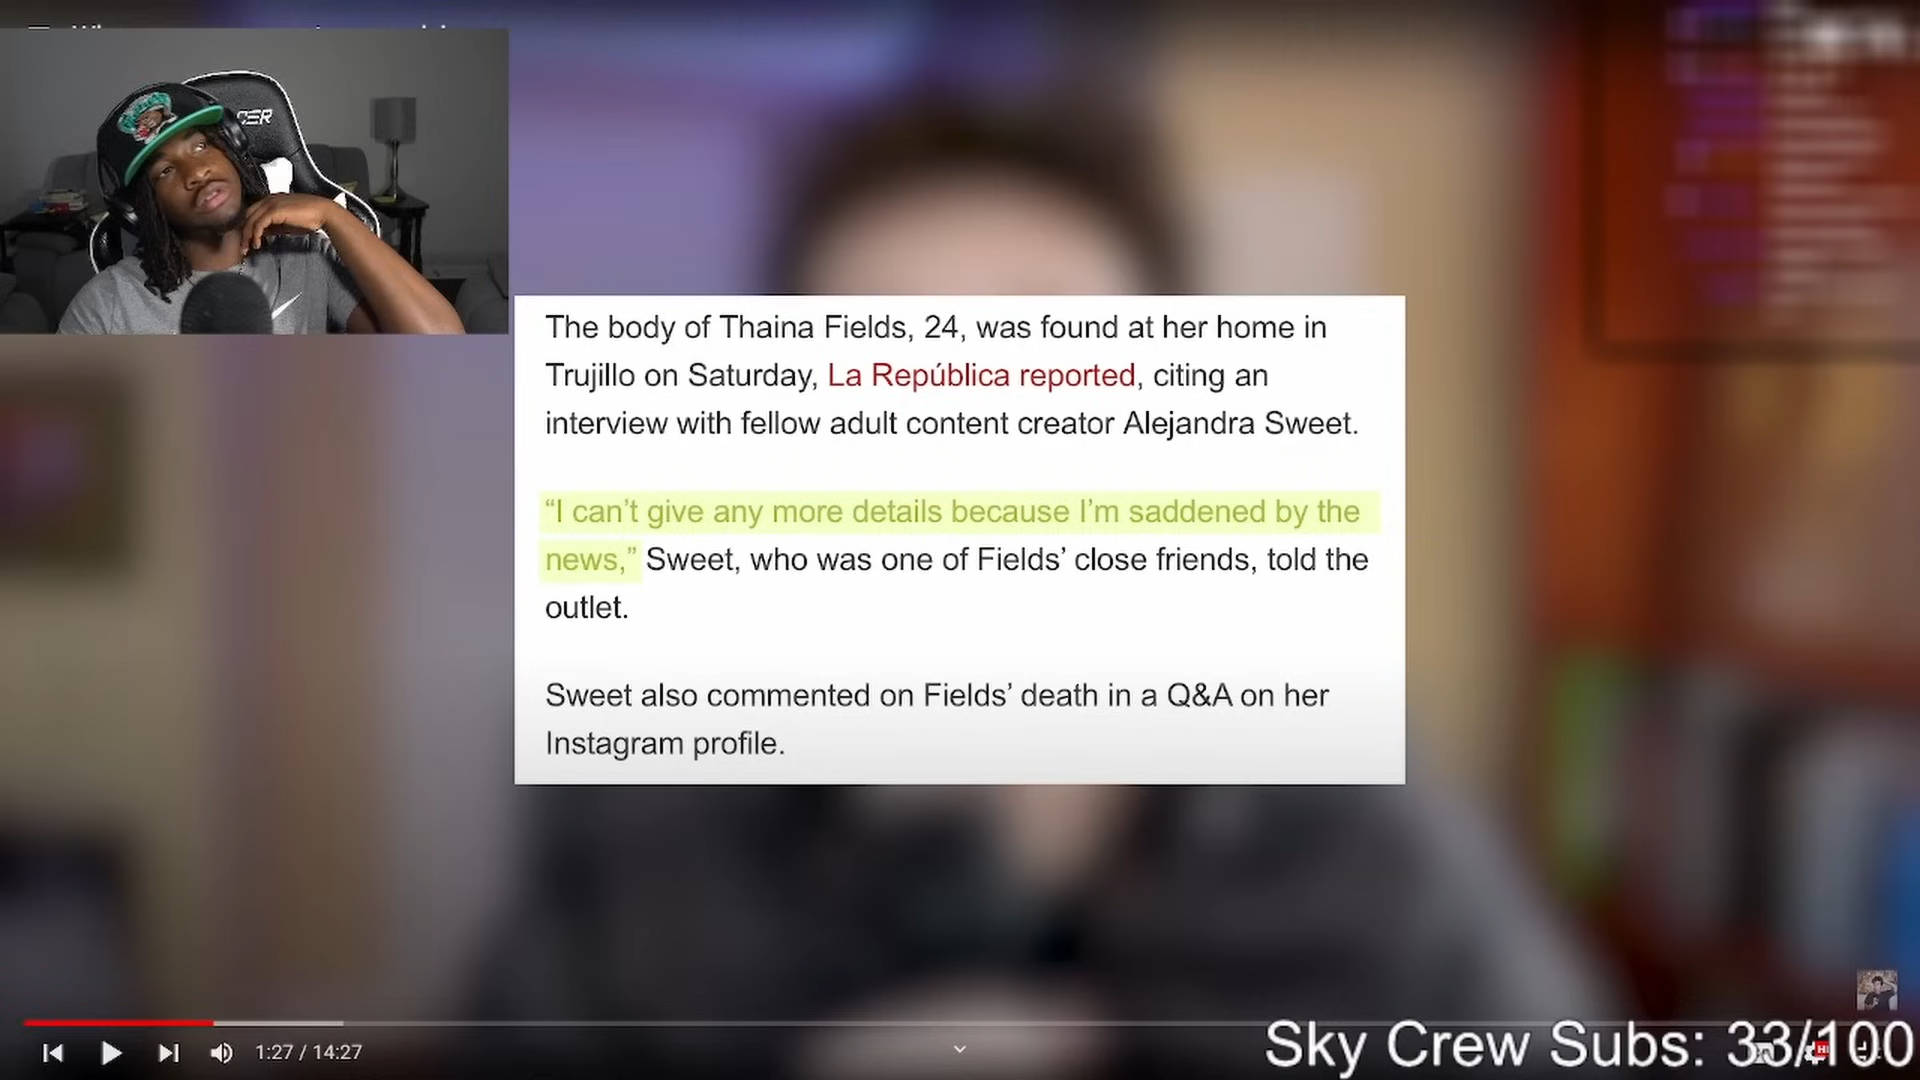 The body of Thaina Fields, 24, was found at her home in
Trujillo on Saturday, La República reported, citing an
interview with fellow adult content creator Alejandra Sweet.
“I can’t give any more details because I’m saddened by the
news,” Sweet, who was one of Fields’ close friends, told the
outlet.
Sweet also commented on Fields’ death in a Q&A on her
Instagram profile.
1:27 / 14:27
Sky Crew Subs: 33/100